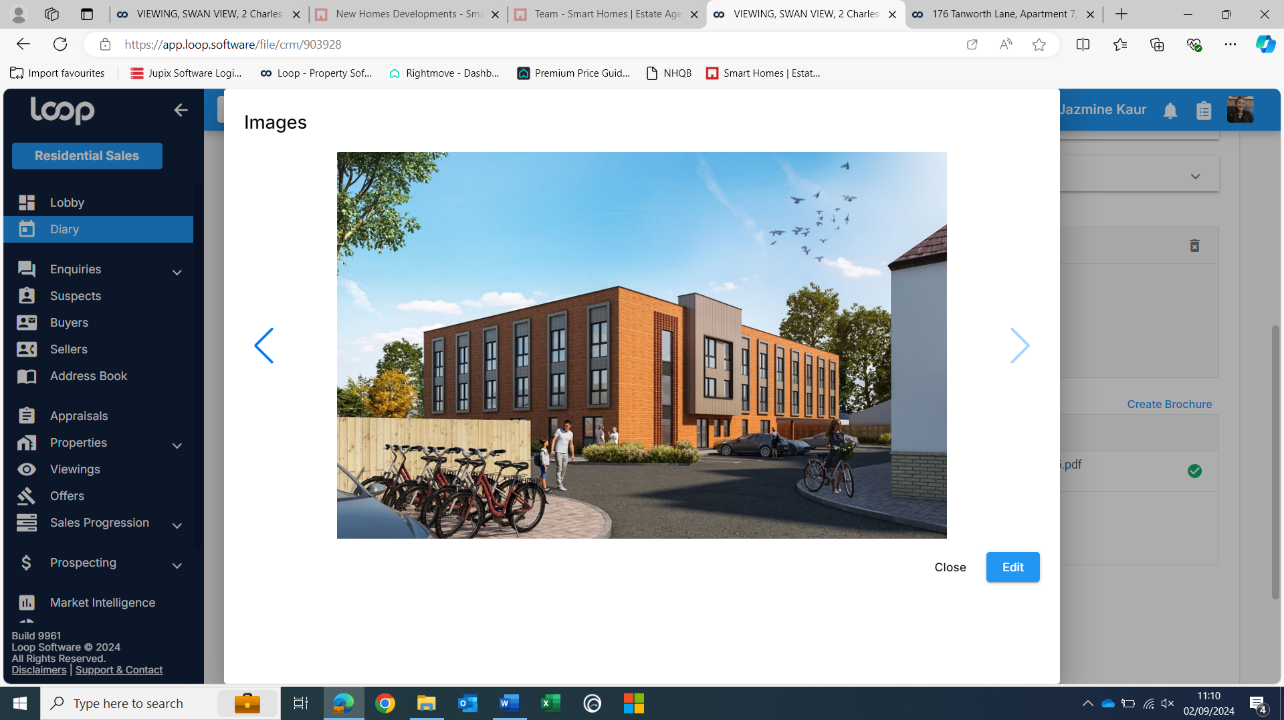 VIEWING, SWAN VIEW, 2 Charles
New Homes Developments - Sma
Team - Smart Homes | Estate Age
VIEWING, SWAN VIEW, 2 Charles
176 Tanworth Lane, Apartment 7,
https://app.loop.software/file/crm/903928
Import favourites
Jupix Software Logi...
Loop - Property Sof...
Rightmove - Dashb...
Premium Price Guid...
NHQB
Smart Homes | Estat...
loop
Jazmine Kaur
Images
Residential Sales
Lobby
Diary
Enquiries
Suspects
Buyers
Sellers
Address Book
Appraisals
Properties
Viewings
Offers
Sales Progression
Prospecting
Market Intelligence
Create Brochure
.pdf
Close
Edit
Build 9961
Loop Software © 2024
All Rights Reserved.
Disclaimers | Support & Contact
Type here to search
11:10
02/09/2024
4